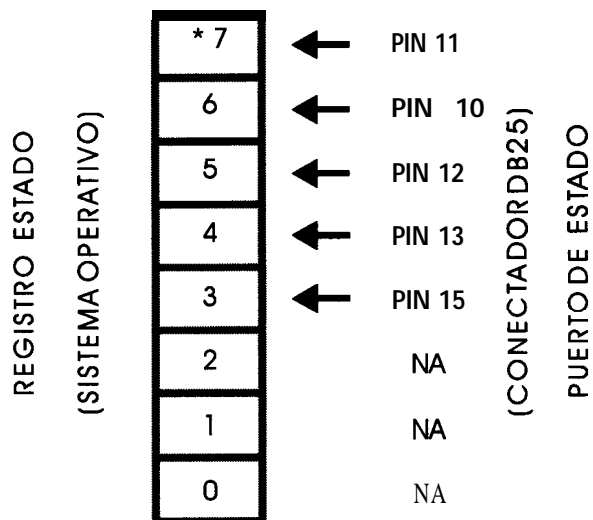 REGISTRO ESTADO
(SISTEMA OPERATIVO)
* 7 PIN 11
6 PIN 10
5 PIN 12
4 PIN 13
3 PIN 15
2 NA
1 NA
0 NA
(CONECTADOR DB25)
PUERTO DE ESTADO